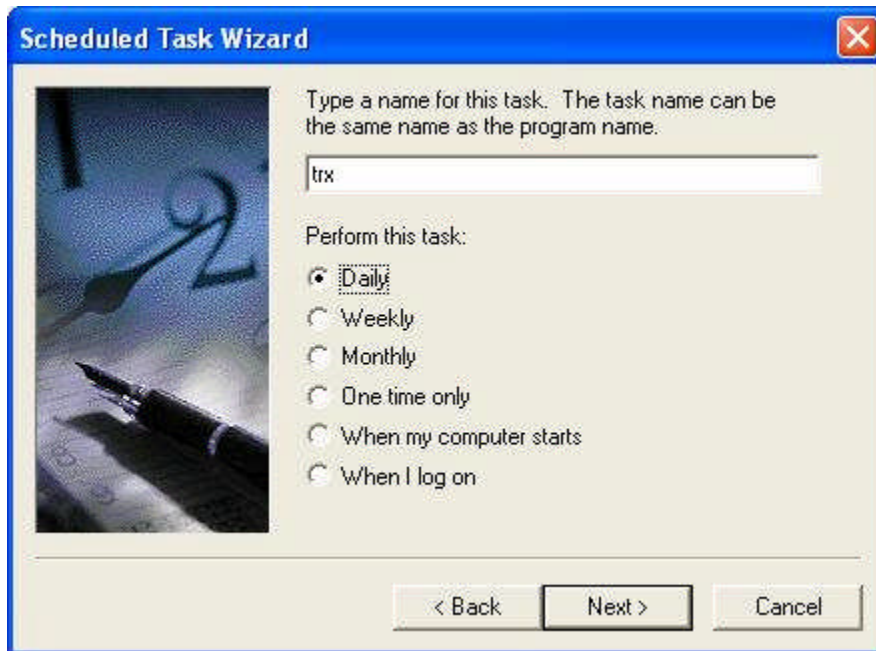 Scheduled Task Wizard
Type a name for this task. The task name can be
the same name as the program name.
trx
Perform this task:
Daily
Weekly
Monthly
One time only
When my computer starts
When I log on
< Back
Next >
Cancel
2